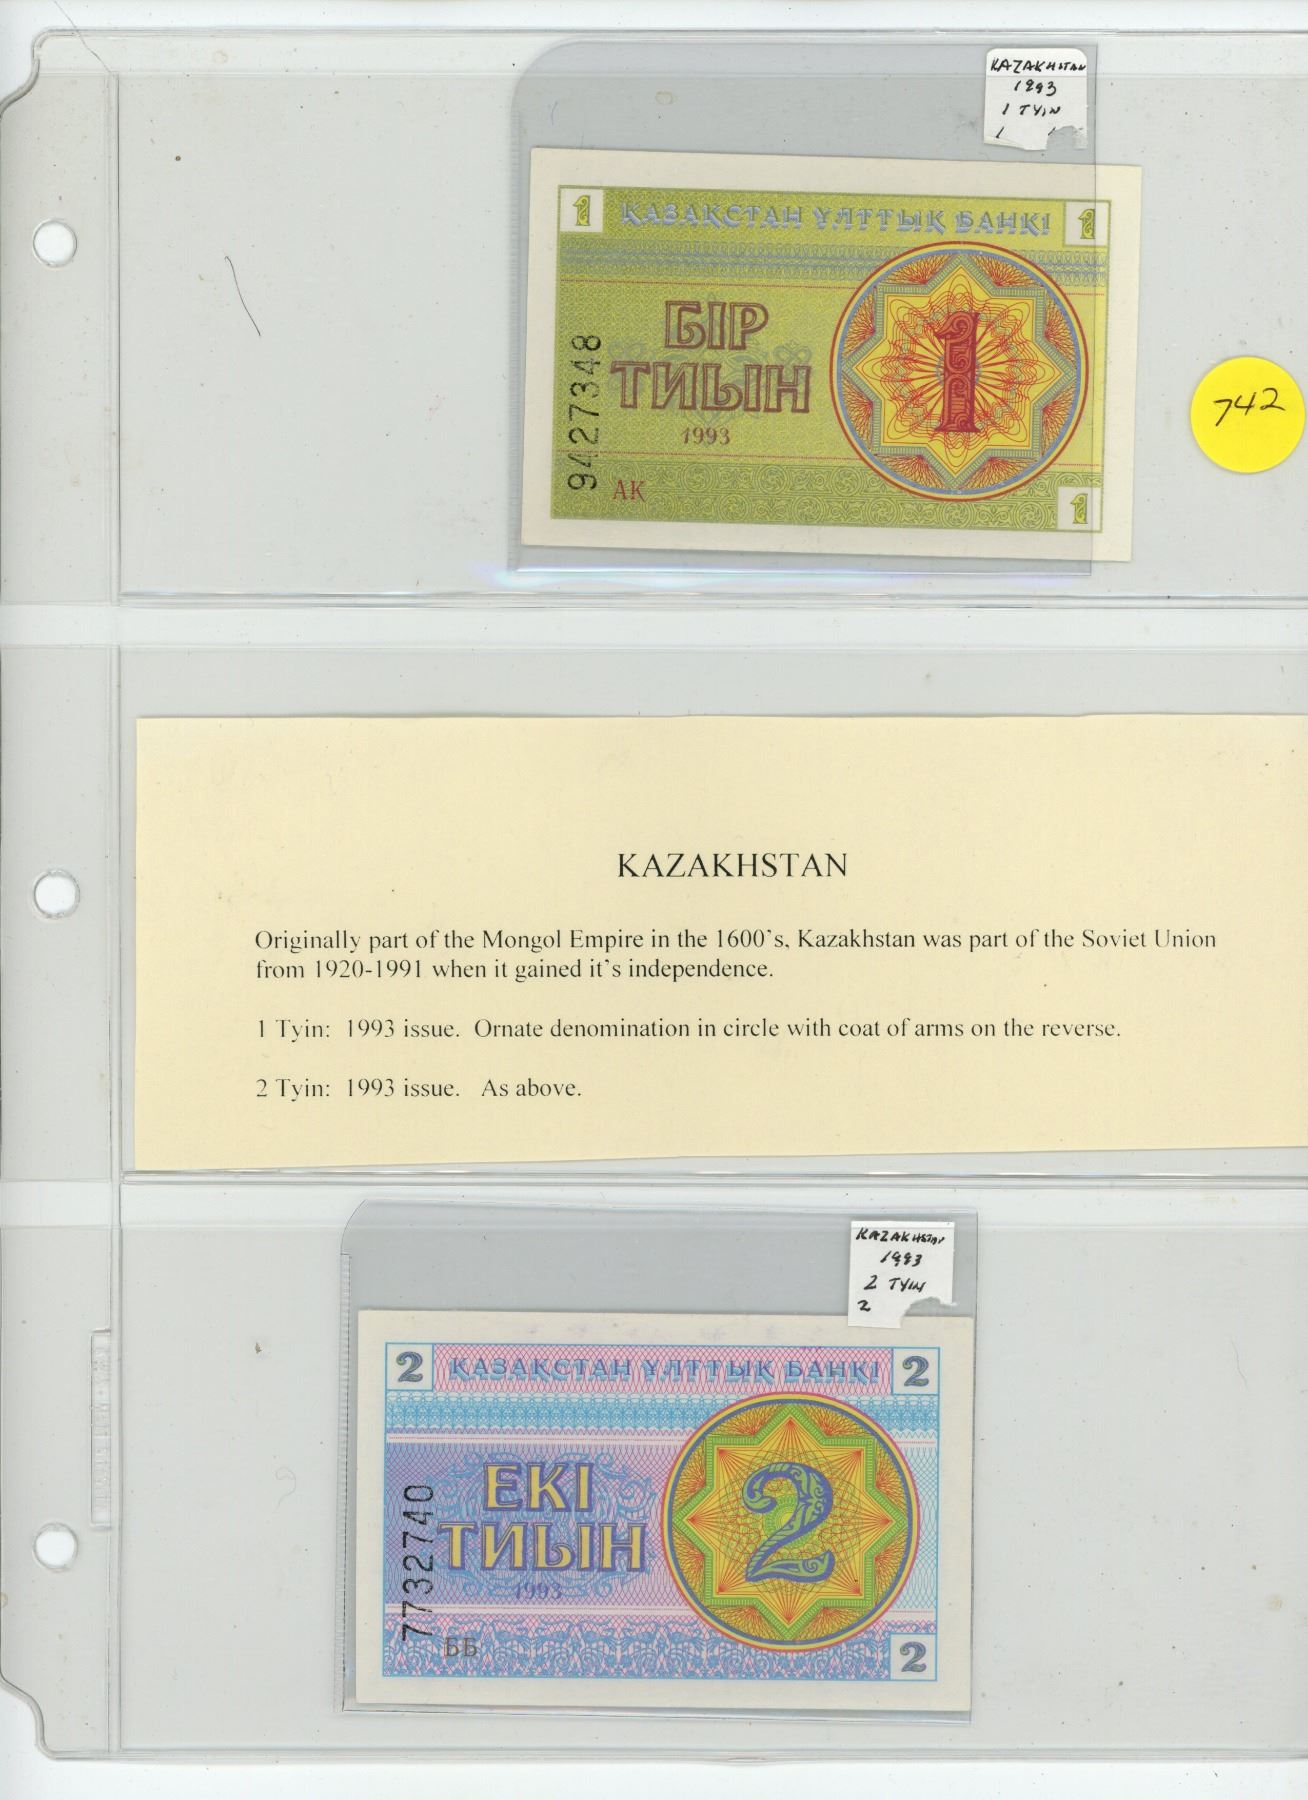 KAZAKHSTAN
1993
1 TYIN
1
1 ҚАЗАҚСТАН ҰЛТТЫҚ БАНКІ 1
БІР
ТИЫН
1993
1
9427348
АК
1
742
KAZAKHSTAN
Originally part of the Mongol Empire in the 1600's, Kazakhstan was part of the Soviet Union
from 1920-1991 when it gained it's independence.
1 Tyin: 1993 issue. Ornate denomination in circle with coat of arms on the reverse.
2 Tyin: 1993 issue. As above.
KAZAKHSTAN
1993
2 TYIN
2
2 ҚАЗАҚСТАН ҰЛТТЫҚ БАНКІ 2
ЕКІ
ТИЫН
1993
2
7732740
ББ
2